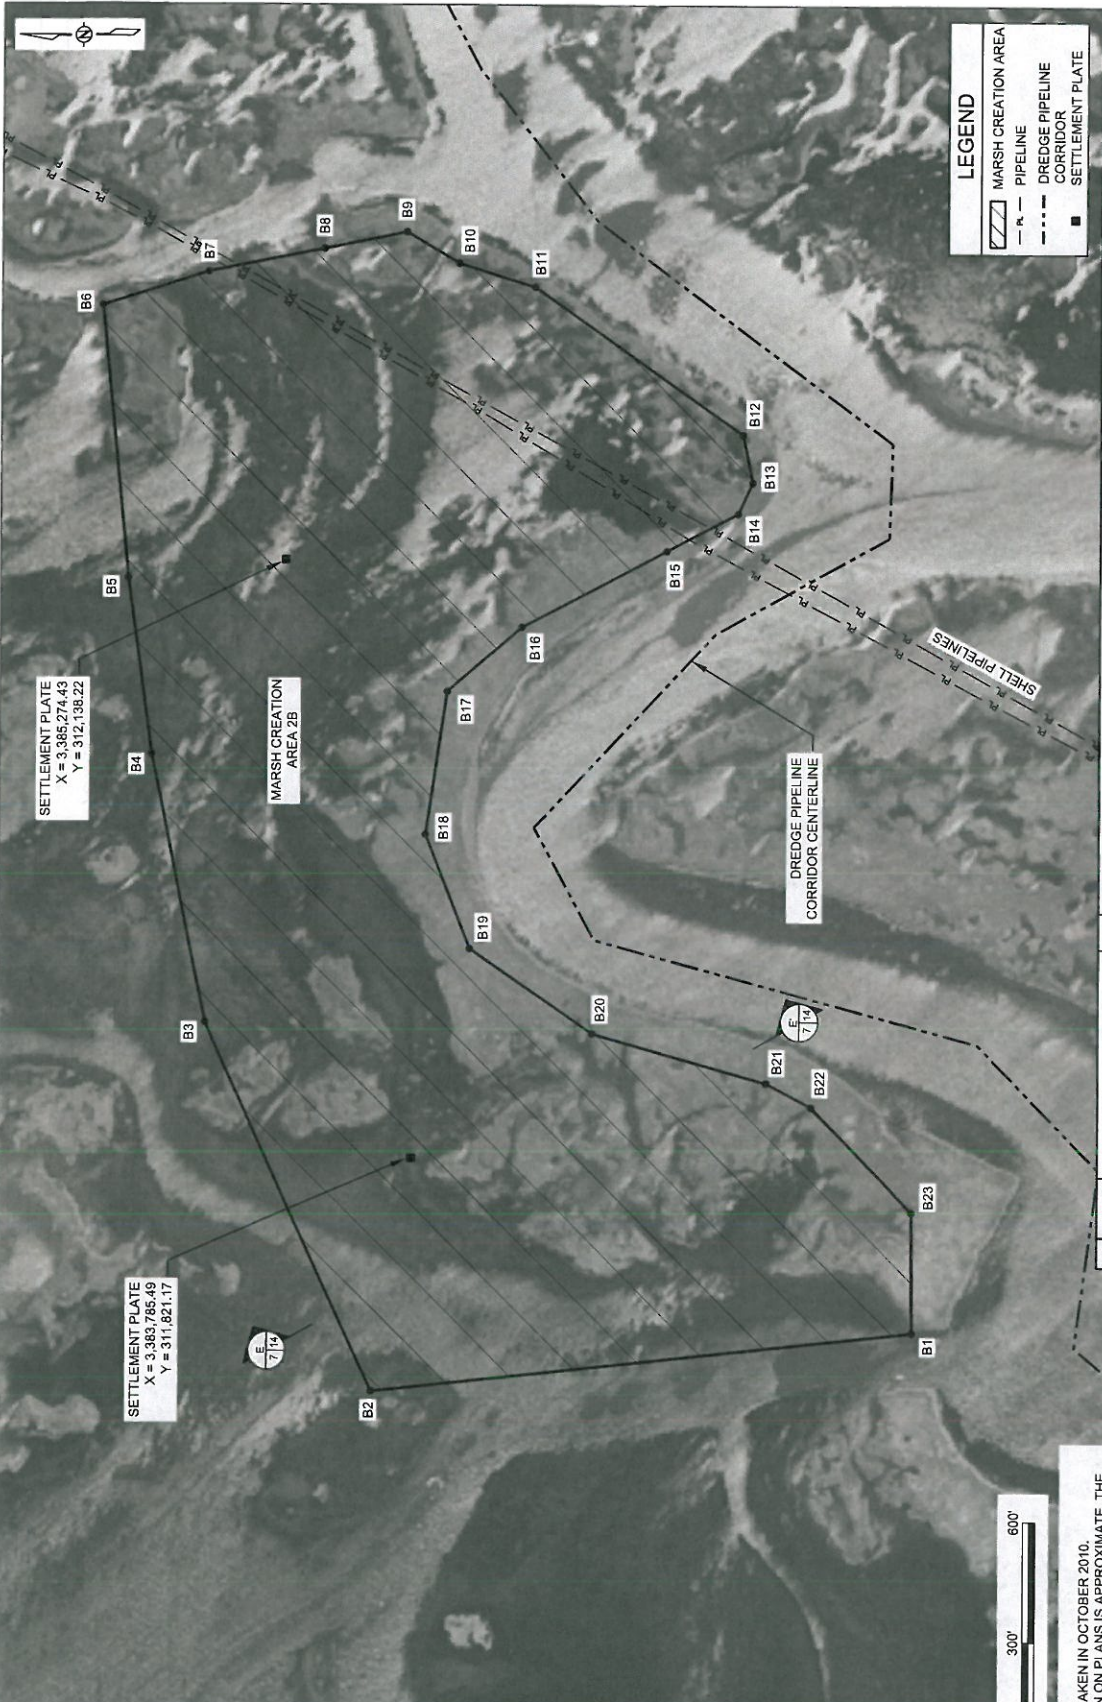 N
B6
B7
B8
B9
B10
B11
B12
B13
B14
B15
B16
B17
B18
B19
B20
B21
B22
B23
B1
B2
B3
B4
B5
SETTLEMENT PLATE
X = 3,385,274.43
Y = 312,138.22
MARSH CREATION
AREA 2B
SETTLEMENT PLATE
X = 3,383,785.49
Y = 311,821.17
E
7 14
E'
7 14
DREDGE PIPELINE
CORRIDOR CENTERLINE
SHELL PIPELINES
PL
LEGEND
MARSH CREATION AREA
PL PIPELINE
DREDGE PIPELINE
CORRIDOR
SETTLEMENT PLATE
300' 600'
AKEN IN OCTOBER 2010.
ON PLANS IS APPROXIMATE. THE